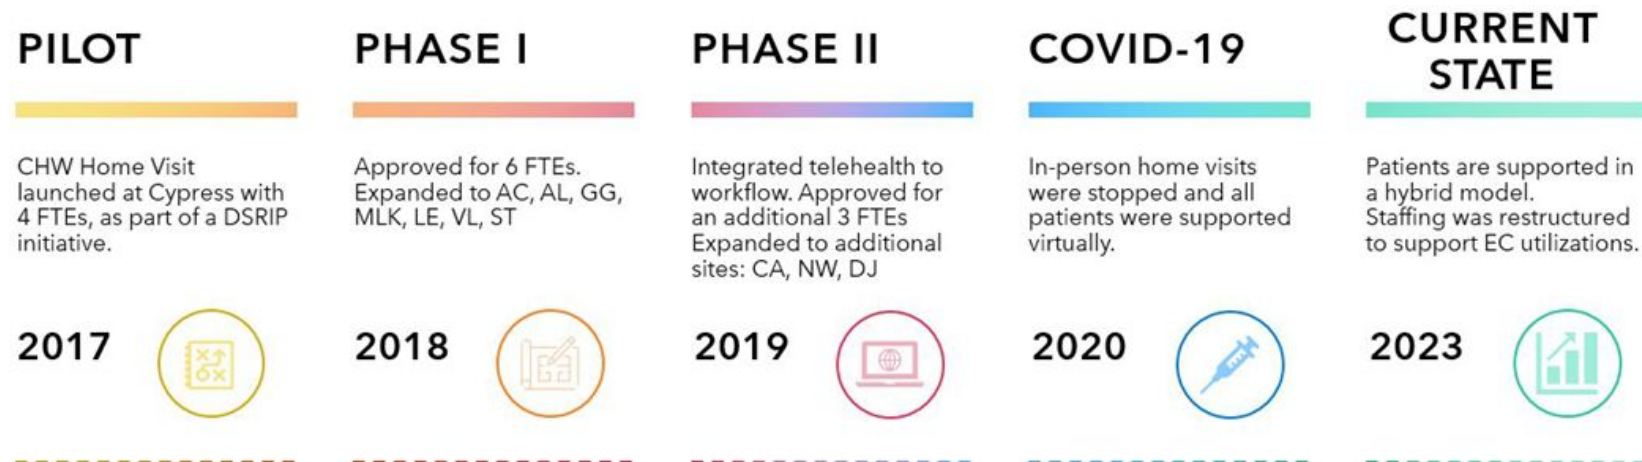 PILOT
CHW Home Visit
launched at Cypress with
4 FTEs, as part of a DSRIP
initiative.
2017
PHASE I
Approved for 6 FTEs.
Expanded to AC, AL, GG,
MLK, LE, VL, ST
2018
PHASE II
Integrated telehealth to
workflow. Approved for
an additional 3 FTEs
Expanded to additional
sites: CA, NW, DJ
2019
COVID-19
In-person home visits
were stopped and all
patients were supported
virtually.
2020
CURRENT
STATE
Patients are supported in
a hybrid model.
Staffing was restructured
to support EC utilizations.
2023